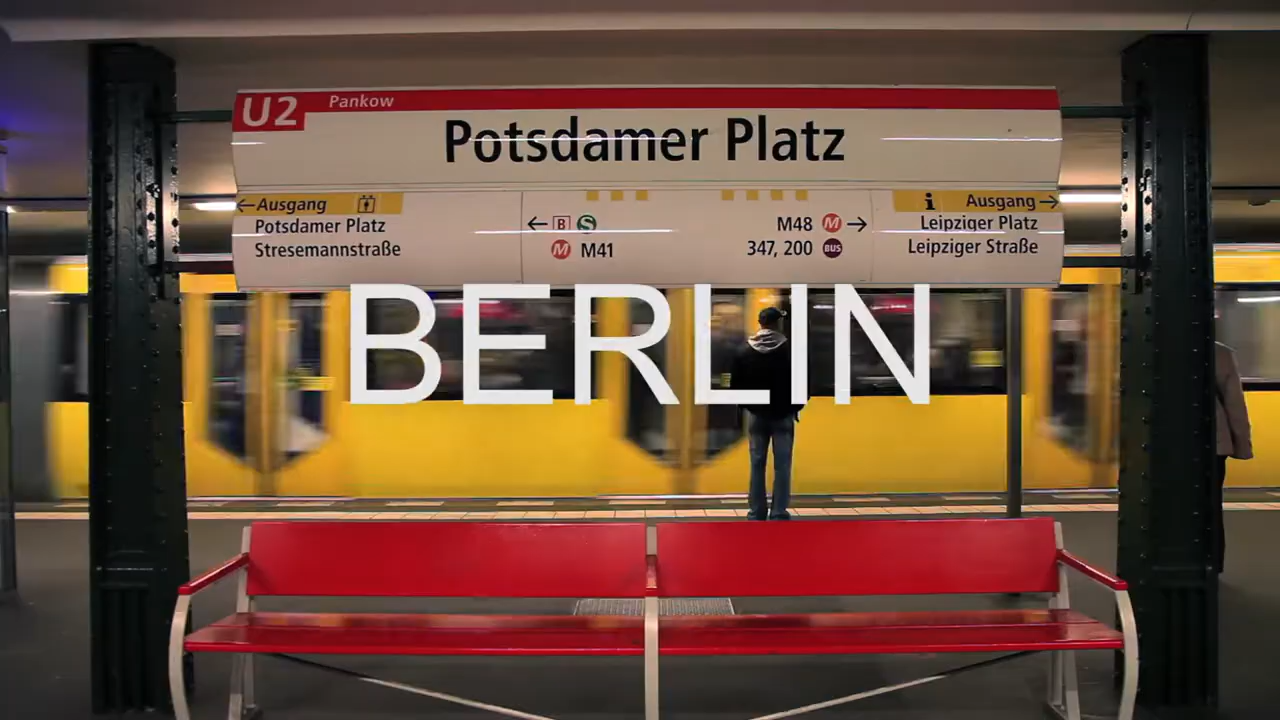 U2 Pankow
Potsdamer Platz
←Ausgang
Potsdamer Platz
Stresemannstraße
← B S
M M41
M48 M →
347, 200 BUS
i Ausgang→
Leipziger Platz
Leipziger Straße
BERLIN